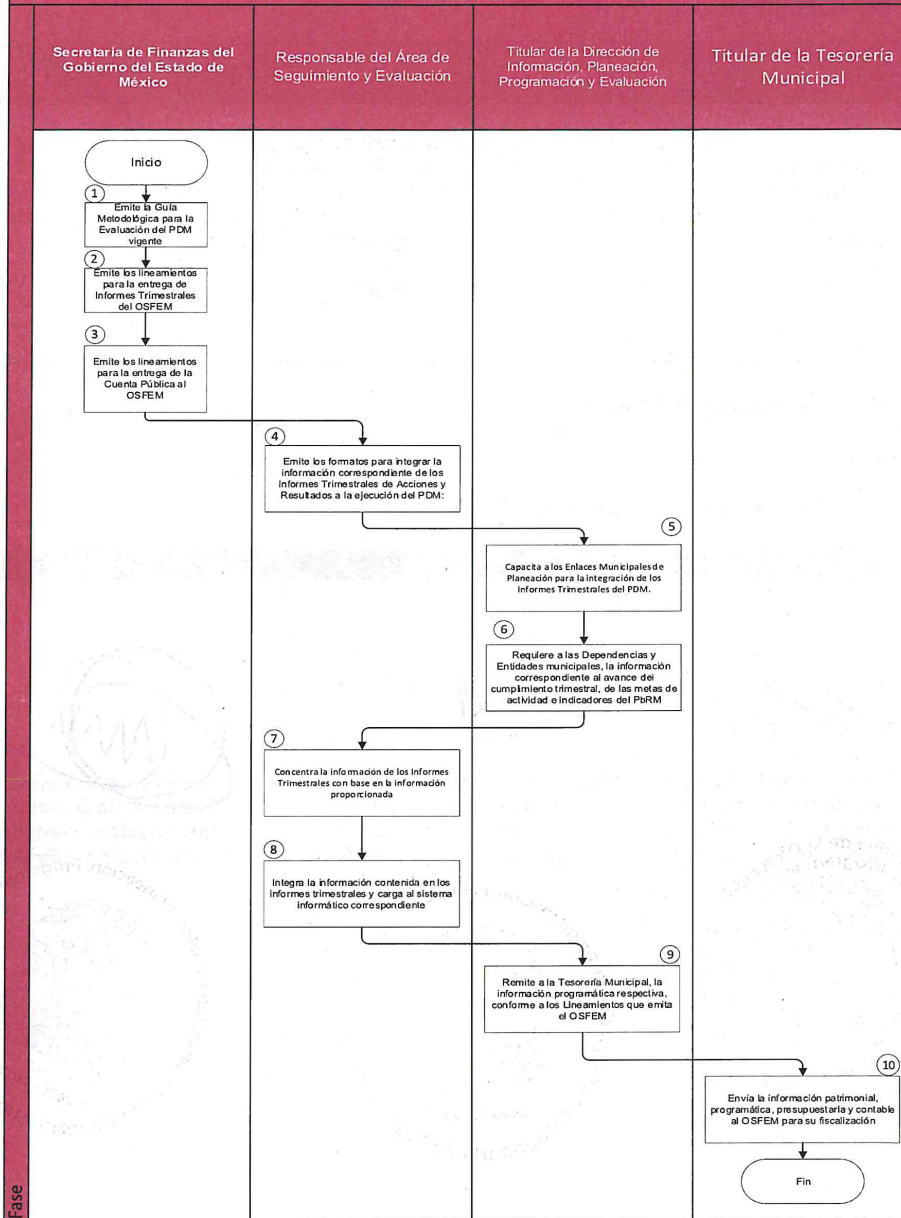 Secretaria de Finanzas del
Gobierno del Estado de
México
Responsable del Área de
Seguimiento y Evaluación
Titular de la Dirección de
Información, Planeación,
Programación y Evaluación
Titular de la Tesorería
Municipal
Inicio
1
Emite la Guía
Metodológica para la
Evaluación del PDM
vigente
2
Emite los lineamientos
para la entrega de
Informes Trimestrales
del OSFEM
3
Emite los lineamientos
para la entrega de la
Cuenta Pública al
OSFEM
4
Emite los formatos para integrar la
información correspondiente de los
Informes Trimestrales de Acciones y
Resultados a la ejecución del PDM:
5
Capacita a los Enlaces Municipales de
Planeación para la integración de los
Informes Trimestrales del PDM.
6
Requiere a las Dependencias y
Entidades municipales, la información
correspondiente al avance del
cumplimiento trimestral, de las metas de
actividad e indicadores del PbRM
7
Concentra la información de los Informes
Trimestrales con base en la información
proporcionada
8
Integra la información contenida en los
informes trimestrales y carga al sistema
informático correspondiente
9
Remite a la Tesorería Municipal, la
información programática respectiva,
conforme a los Lineamientos que emita
el OSFEM
10
Envía la información patrimonial,
programática, presupuestaria y contable
al OSFEM para su fiscalización
Fin
Fase